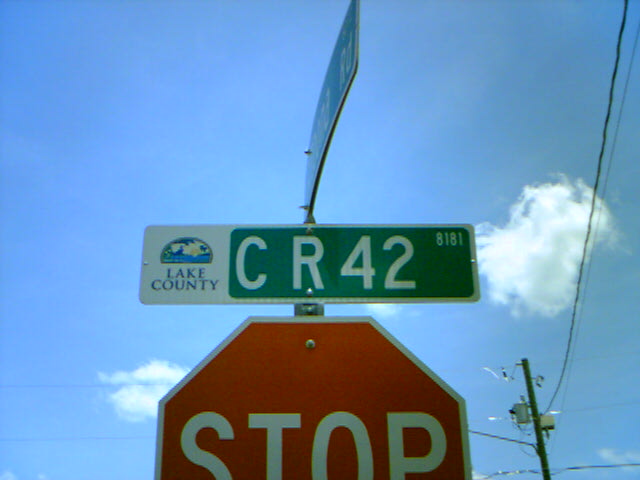 LAKE
COUNTY
C R 42
8181
STOP